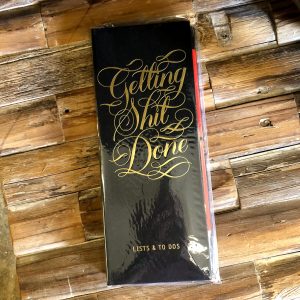 Getting
Shit
Done
LISTS & TO DOS